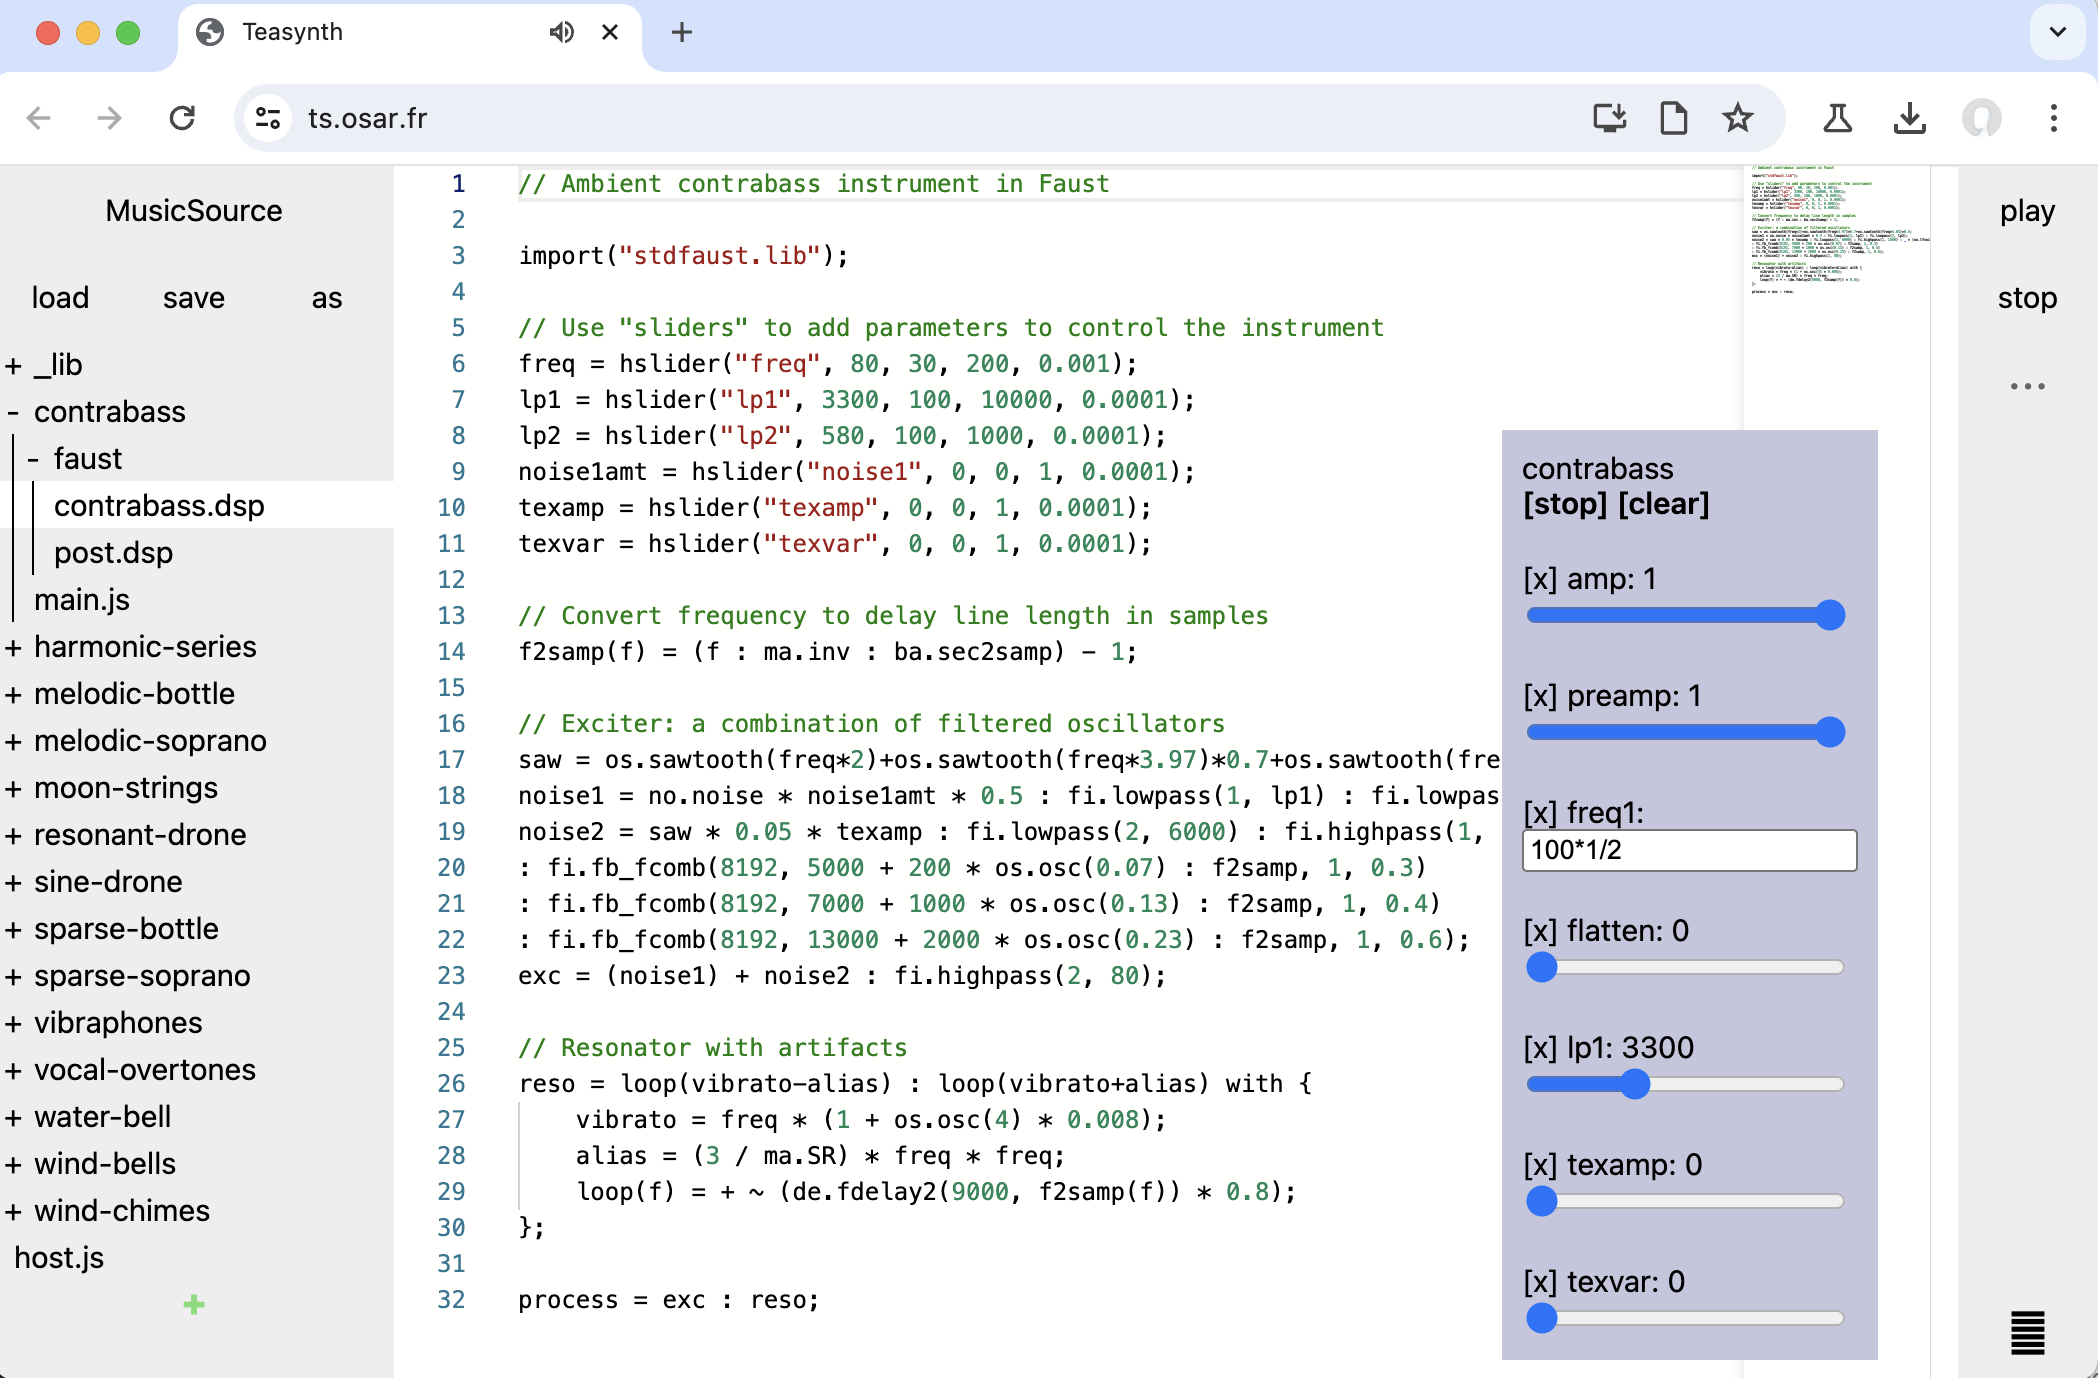 Teasynth
ts.osar.fr
MusicSource
load save as
+ _lib
- contrabass
- faust
contrabass.dsp
post.dsp
main.js
+ harmonic-series
+ melodic-bottle
+ melodic-soprano
+ moon-strings
+ resonant-drone
+ sine-drone
+ sparse-bottle
+ sparse-soprano
+ vibraphones
+ vocal-overtones
+ water-bell
+ wind-bells
+ wind-chimes
host.js
+
1 // Ambient contrabass instrument in Faust
2
3 import("stdfaust.lib");
4
5 // Use "sliders" to add parameters to control the instrument
6 freq = hslider("freq", 80, 30, 200, 0.001);
7 lp1 = hslider("lp1", 3300, 100, 10000, 0.0001);
8 lp2 = hslider("lp2", 580, 100, 1000, 0.0001);
9 noise1amt = hslider("noise1", 0, 0, 1, 0.0001);
10 texamp = hslider("texamp", 0, 0, 1, 0.0001);
11 texvar = hslider("texvar", 0, 0, 1, 0.0001);
12
13 // Convert frequency to delay line length in samples
14 f2samp(f) = (f : ma.inv : ba.sec2samp) - 1;
15
16 // Exciter: a combination of filtered oscillators
17 saw = os.sawtooth(freq*2)+os.sawtooth(freq*3.97)*0.7+os.sawtooth(fre
18 noise1 = no.noise * noise1amt * 0.5 : fi.lowpass(1, lp1) : fi.lowpas
19 noise2 = saw * 0.05 * texamp : fi.lowpass(2, 6000) : fi.highpass(1,
20 : fi.fb_fcomb(8192, 5000 + 200 * os.osc(0.07) : f2samp, 1, 0.3)
21 : fi.fb_fcomb(8192, 7000 + 1000 * os.osc(0.13) : f2samp, 1, 0.4)
22 : fi.fb_fcomb(8192, 13000 + 2000 * os.osc(0.23) : f2samp, 1, 0.6);
23 exc = (noise1) + noise2 : fi.highpass(2, 80);
24
25 // Resonator with artifacts
26 reso = loop(vibrato-alias) : loop(vibrato+alias) with {
27 vibrato = freq * (1 + os.osc(4) * 0.008);
28 alias = (3 / ma.SR) * freq * freq;
29 loop(f) = + ~ (de.fdelay2(9000, f2samp(f)) * 0.8);
30 };
31
32 process = exc : reso;
contrabass
[stop] [clear]
[x] amp: 1
[x] preamp: 1
[x] freq1:
100*1/2
[x] flatten: 0
[x] lp1: 3300
[x] texamp: 0
[x] texvar: 0
play
stop
...